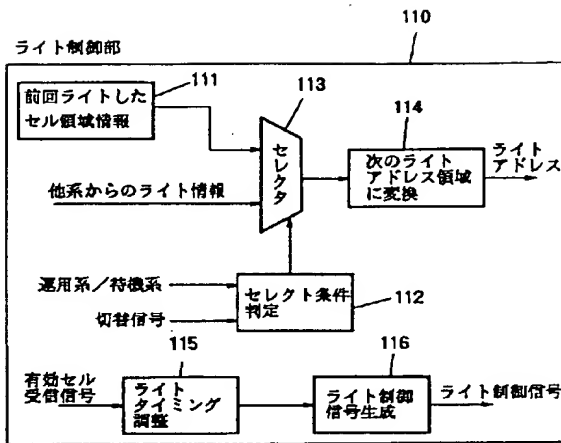 110
ライト制御部
111
前回ライトした
セル領域情報
113
セレクタ
114
次のライト
アドレス領域
に変換
ライト
アドレス
他系からのライト情報
運用系／待機系
切替信号
セレクト条件
判定
112
115
116
有効セル
受信信号
ライト
タイミング
調整
ライト制御
信号生成
ライト制御信号